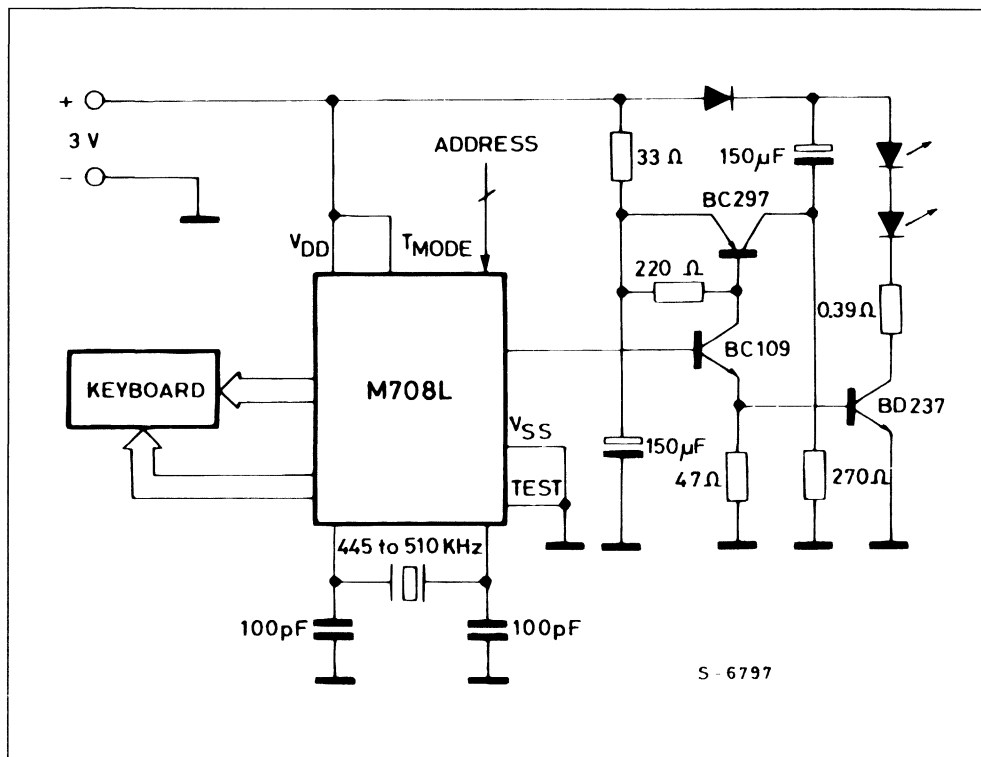 +
3 V
-
ADDRESS
33 Ω
150µF
BC297
VDD
TMODE
220 Ω
0.39Ω
BC109
KEYBOARD
M708L
BD237
VSS
150µF
TEST
47Ω
270Ω
445 to 510 KHz
100pF
100pF
S - 6797